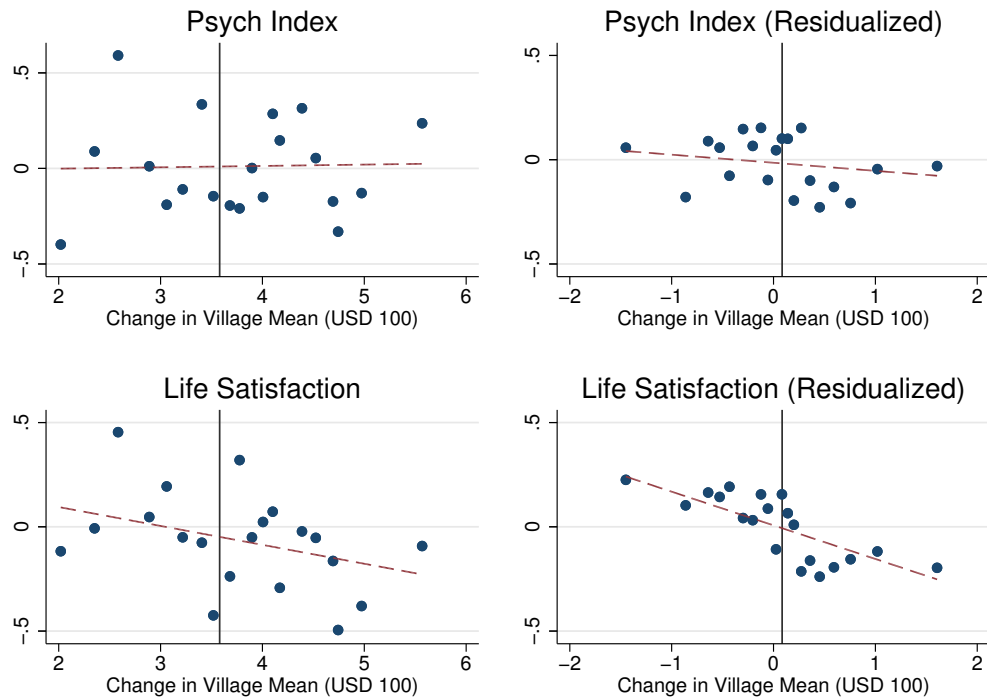 Psych Index
.5
0
−.5
2 3 4 5 6
Change in Village Mean (USD 100)
Psych Index (Residualized)
.5
0
−.5
−2 −1 0 1 2
Change in Village Mean (USD 100)
Life Satisfaction
.5
0
−.5
2 3 4 5 6
Change in Village Mean (USD 100)
Life Satisfaction (Residualized)
.5
0
−.5
−2 −1 0 1 2
Change in Village Mean (USD 100)